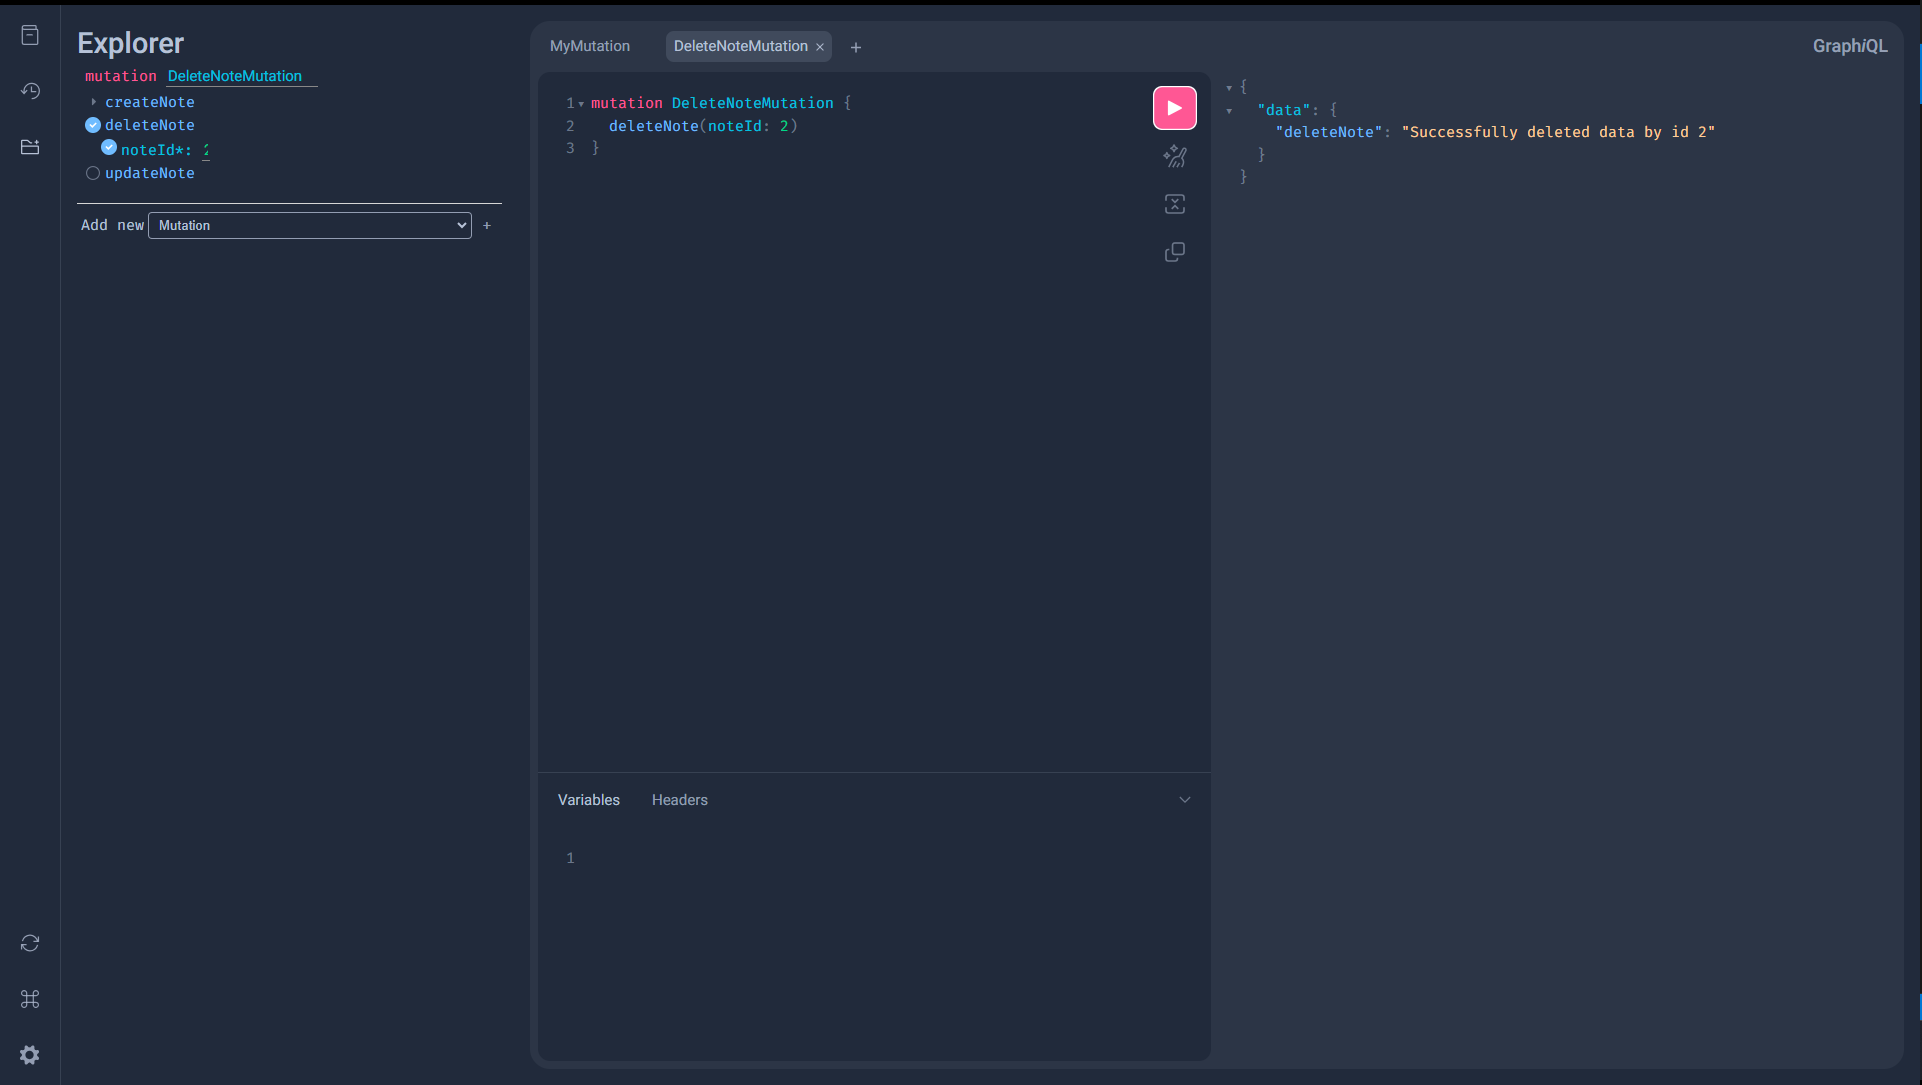 Explorer
mutation DeleteNoteMutation
createNote
deleteNote
noteId*: 2
updateNote
Add new Mutation +
MyMutation DeleteNoteMutation × +
GraphiQL
1 mutation DeleteNoteMutation {
2 deleteNote(noteId: 2)
3 }
Variables Headers
1
{
"data": {
"deleteNote": "Successfully deleted data by id 2"
}
}